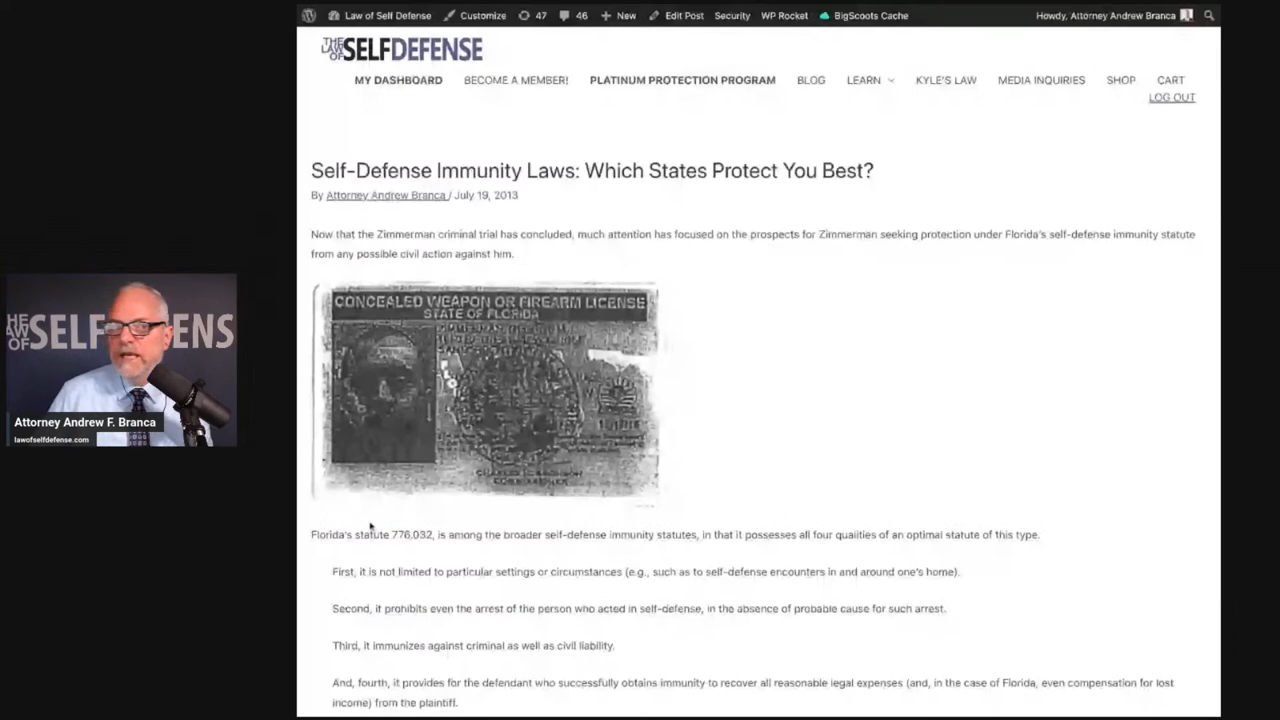 Law of Self Defense Customize 47 46 New Edit Post Security WP Rocket BigScoots Cache Howdy, Attorney Andrew Branca
THE LAW OF SELFDEFENSE
MY DASHBOARD BECOME A MEMBER! PLATINUM PROTECTION PROGRAM BLOG LEARN KYLE'S LAW MEDIA INQUIRIES SHOP CART
LOG OUT
Self-Defense Immunity Laws: Which States Protect You Best?
By Attorney Andrew Branca / July 19, 2013
Now that the Zimmerman criminal trial has concluded, much attention has focused on the prospects for Zimmerman seeking protection under Florida's self-defense immunity statute
from any possible civil action against him.
CONCEALED WEAPON OR FIREARM LICENSE
STATE OF FLORIDA
HE AW OF SELF DEFENS
Attorney Andrew F. Branca
lawofselfdefense.com
Florida's statute 776.032, is among the broader self-defense immunity statutes, in that it possesses all four qualities of an optimal statute of this type.
First, it is not limited to particular settings or circumstances (e.g., such as to self-defense encounters in and around one's home).
Second, it prohibits even the arrest of the person who acted in self-defense, in the absence of probable cause for such arrest.
Third, it immunizes against criminal as well as civil liability.
And, fourth, it provides for the defendant who successfully obtains immunity to recover all reasonable legal expenses (and, in the case of Florida, even compensation for lost
income) from the plaintiff.